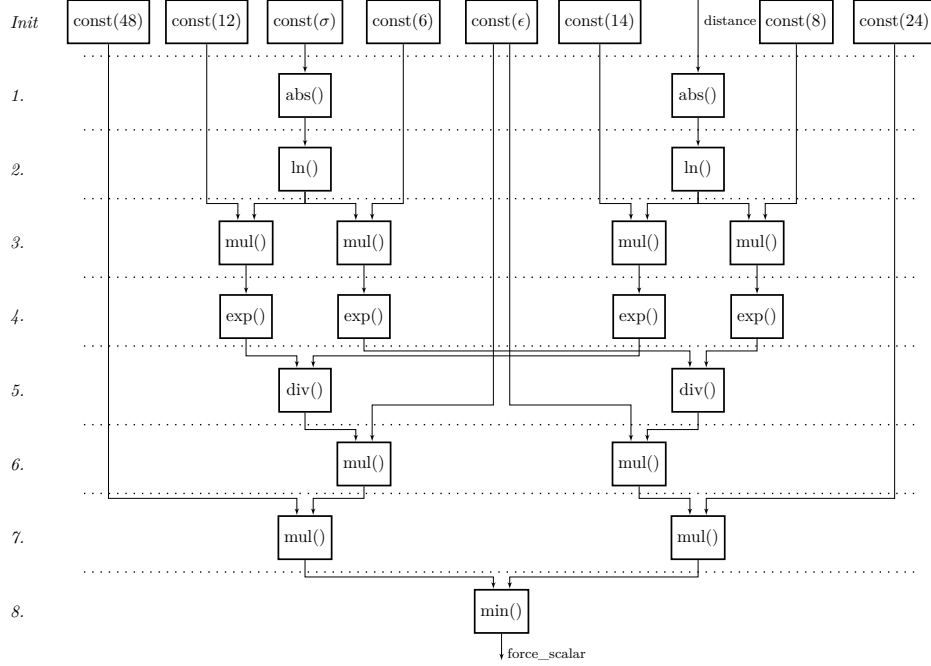 Init const(48) const(12) const(σ) const(6) const(ϵ) const(14) distance const(8) const(24)
1. abs() abs()
2. ln() ln()
3. mul() mul() mul() mul()
4. exp() exp() exp() exp()
5. div() div()
6. mul() mul()
7. mul() mul()
8. min()
force_scalar